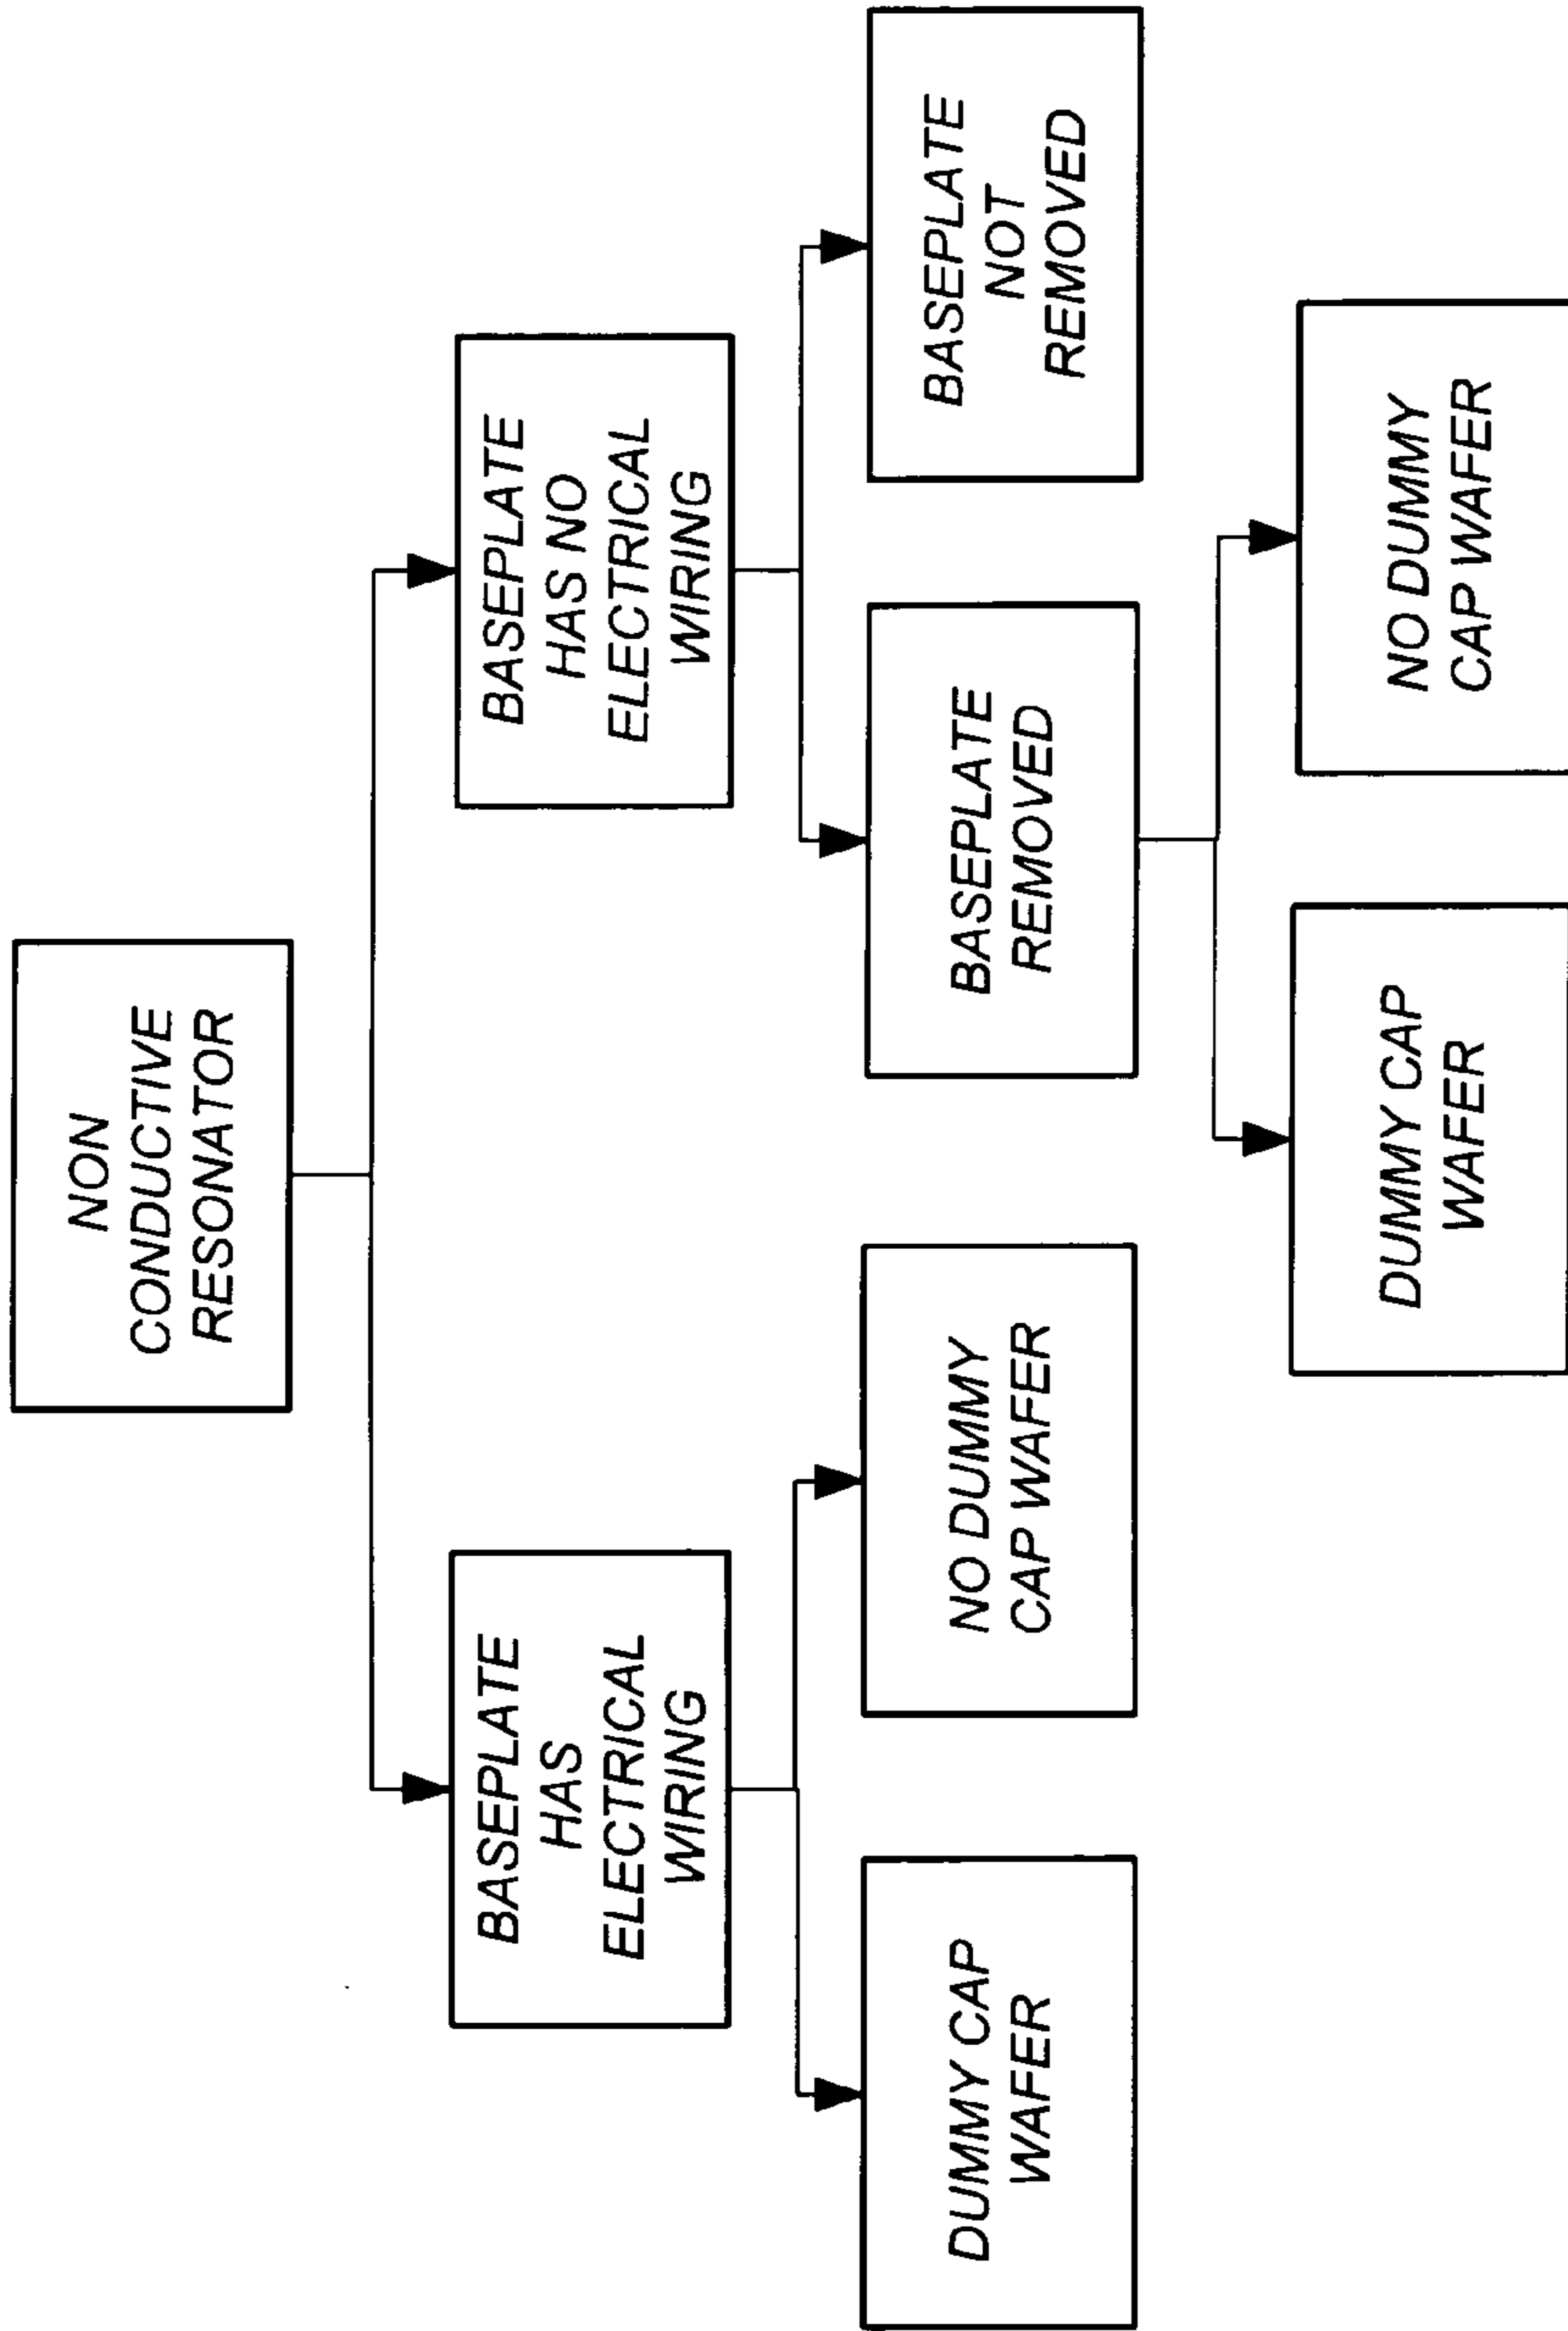 NON
CONDUCTIVE
RESONATOR
BASEPLATE
HAS
ELECTRICAL
WIRING
BASEPLATE
HAS NO
ELECTRICAL
WIRING
DUMMY CAP
WAFER
NO DUMMY
CAP WAFER
BASEPLATE
REMOVED
BASEPLATE
NOT
REMOVED
DUMMY CAP
WAFER
NO DUMMY
CAP WAFER